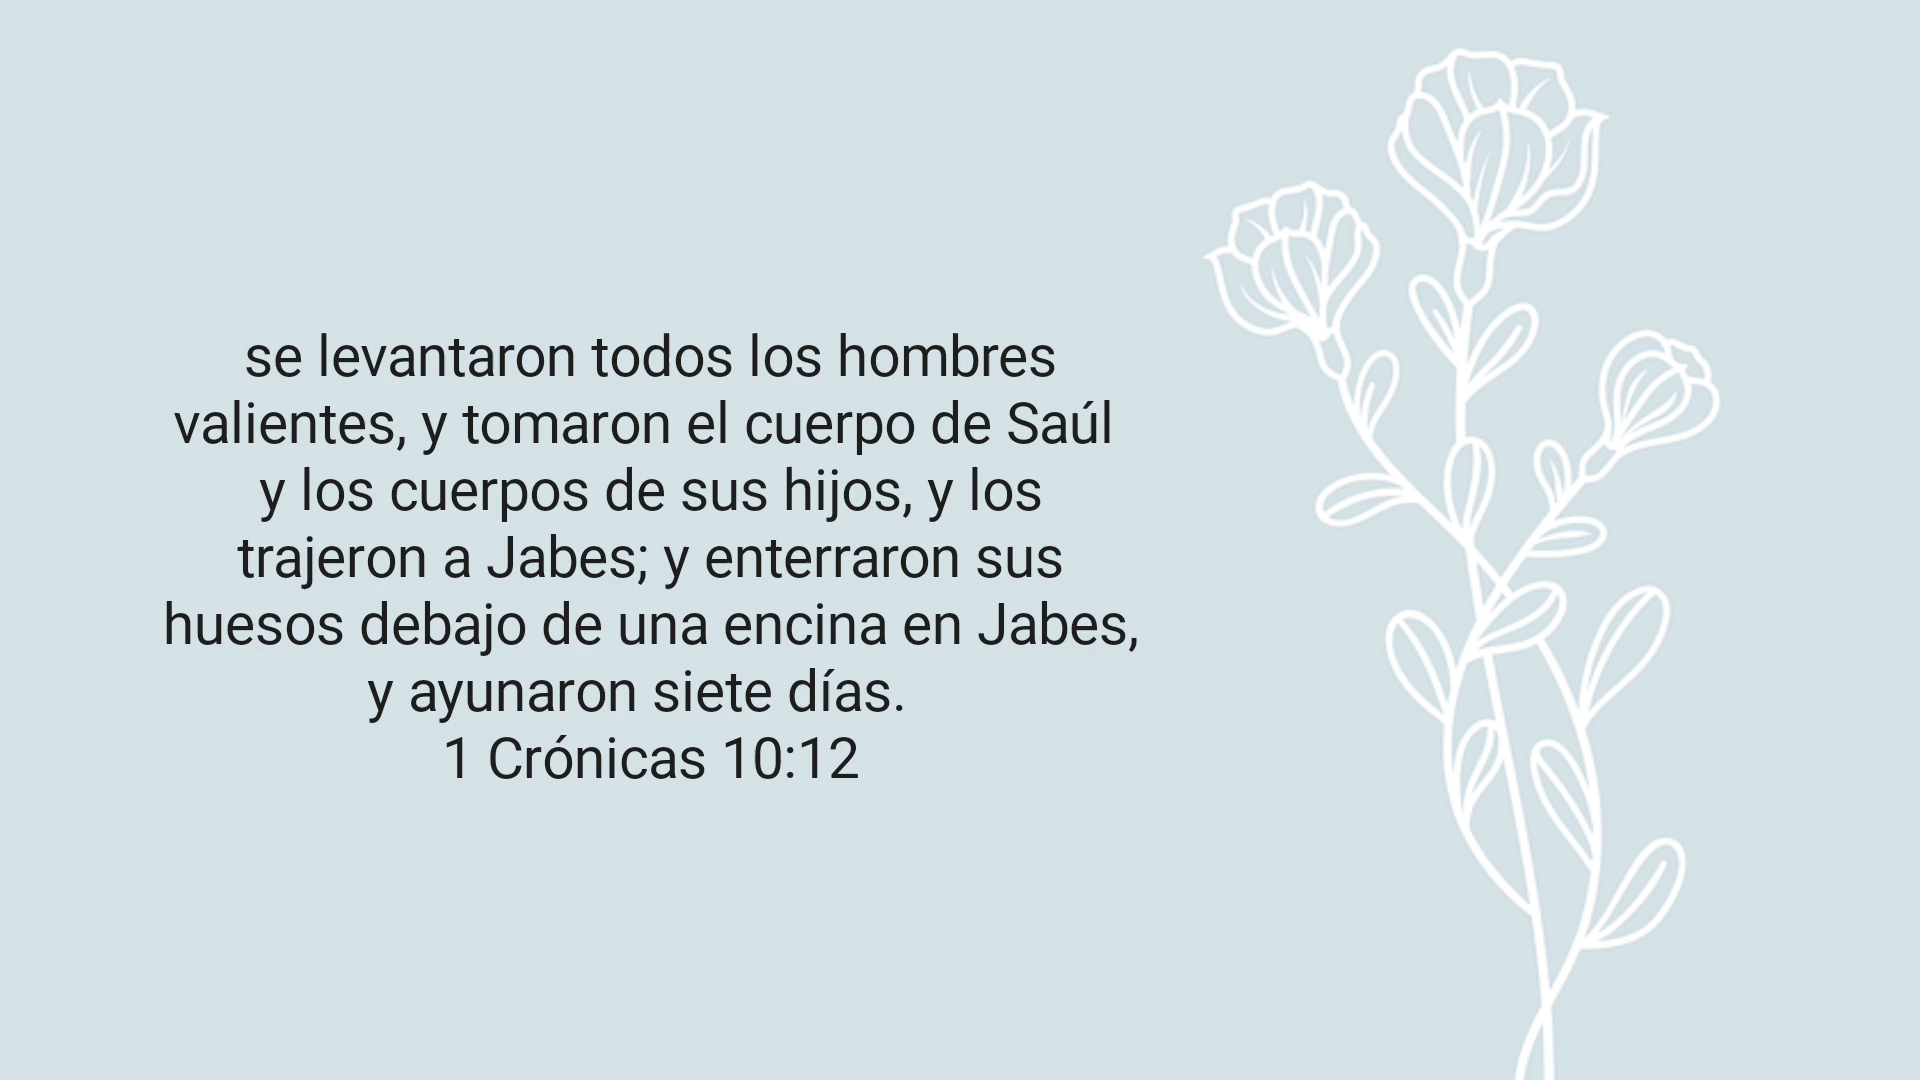 se levantaron todos los hombres
valientes, y tomaron el cuerpo de Saúl
y los cuerpos de sus hijos, y los
trajeron a Jabes; y enterraron sus
huesos debajo de una encina en Jabes,
y ayunaron siete días.
1 Crónicas 10:12